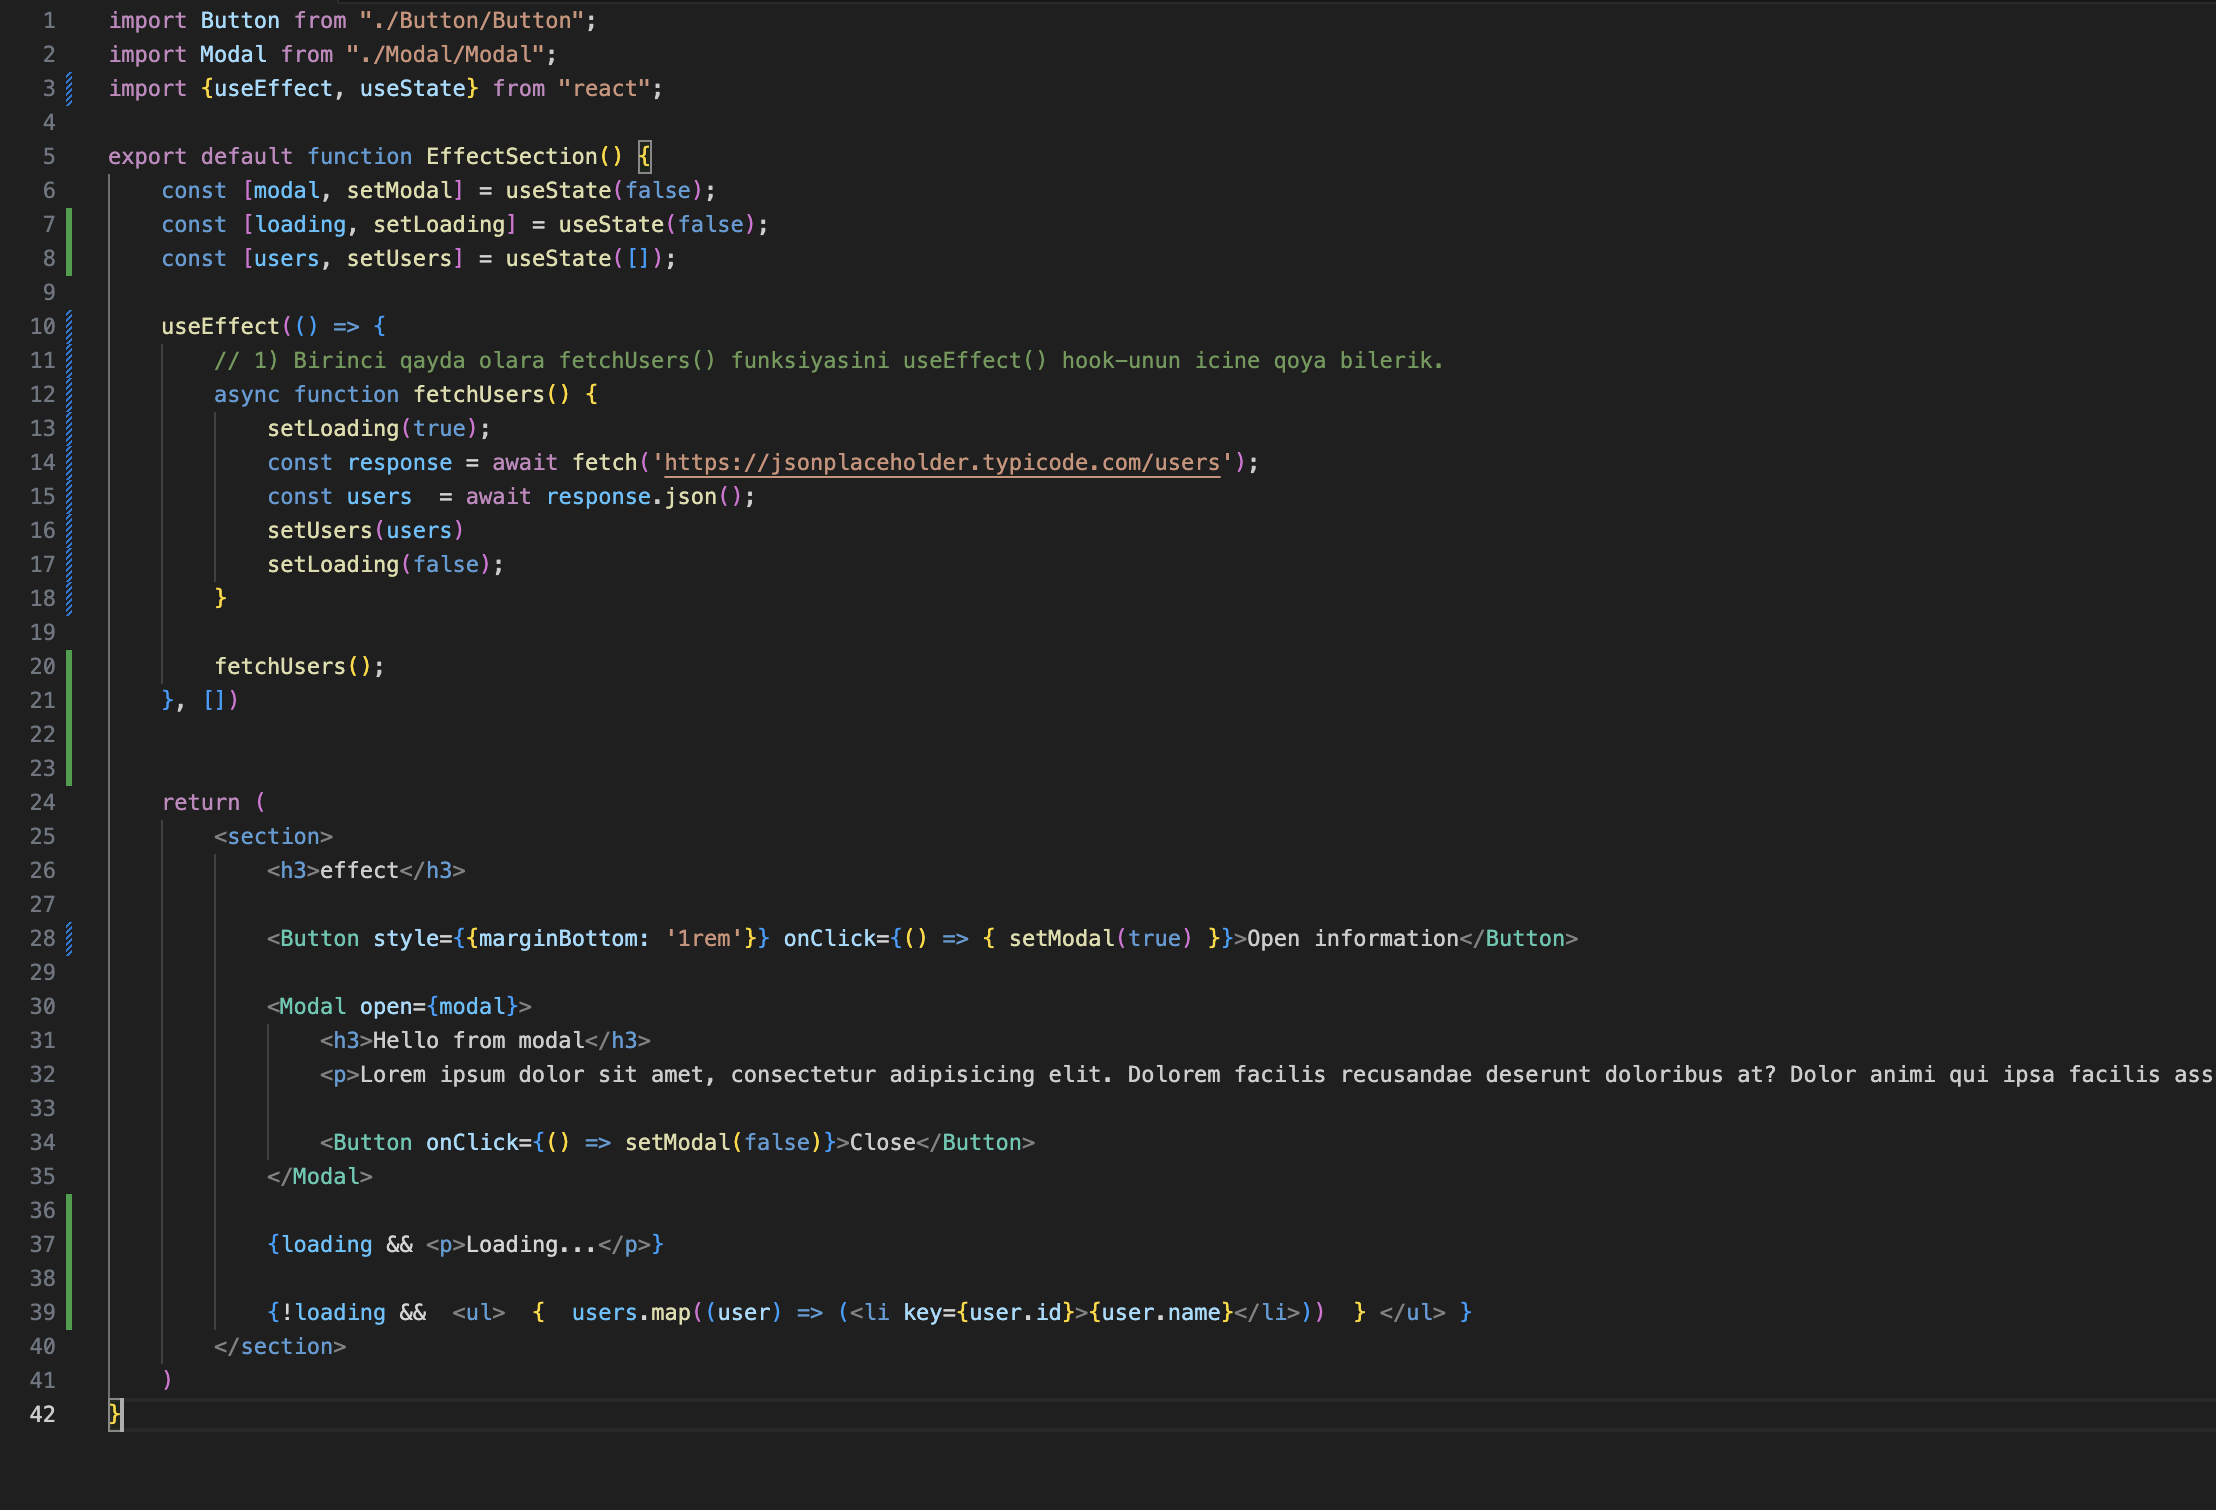 1 import Button from "./Button/Button";
2 import Modal from "./Modal/Modal";
3 import {useEffect, useState} from "react";
4
5 export default function EffectSection() {
6     const [modal, setModal] = useState(false);
7     const [loading, setLoading] = useState(false);
8     const [users, setUsers] = useState([]);
9
10     useEffect(() => {
11         // 1) Birinci qayda olara fetchUsers() funksiyasini useEffect() hook-unun icine qoya bilerik.
12         async function fetchUsers() {
13             setLoading(true);
14             const response = await fetch('https://jsonplaceholder.typicode.com/users');
15             const users  = await response.json();
16             setUsers(users)
17             setLoading(false);
18         }
19
20         fetchUsers();
21     }, [])
22
23
24     return (
25         <section>
26             <h3>effect</h3>
27
28             <Button style={{marginBottom: '1rem'}} onClick={() => { setModal(true) }}>Open information</Button>
29
30             <Modal open={modal}>
31                 <h3>Hello from modal</h3>
32                 <p>Lorem ipsum dolor sit amet, consectetur adipisicing elit. Dolorem facilis recusandae deserunt doloribus at? Dolor animi qui ipsa facilis ass
33
34                 <Button onClick={() => setModal(false)}>Close</Button>
35             </Modal>
36
37             {loading && <p>Loading...</p>}
38
39             {!loading &&  <ul>  {  users.map((user) => (<li key={user.id}>{user.name}</li>))  } </ul> }
40         </section>
41     )
42 }